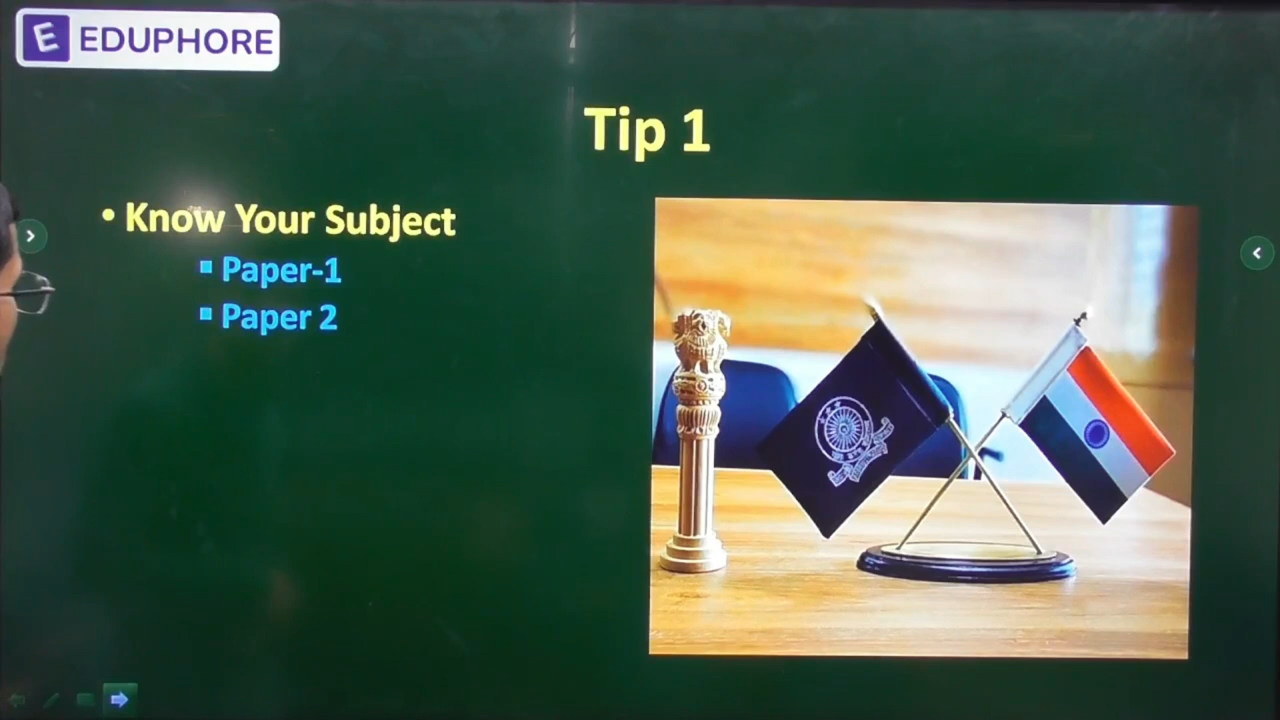 E EDUPHORE
Tip 1
• Know Your Subject
▪ Paper-1
▪ Paper 2